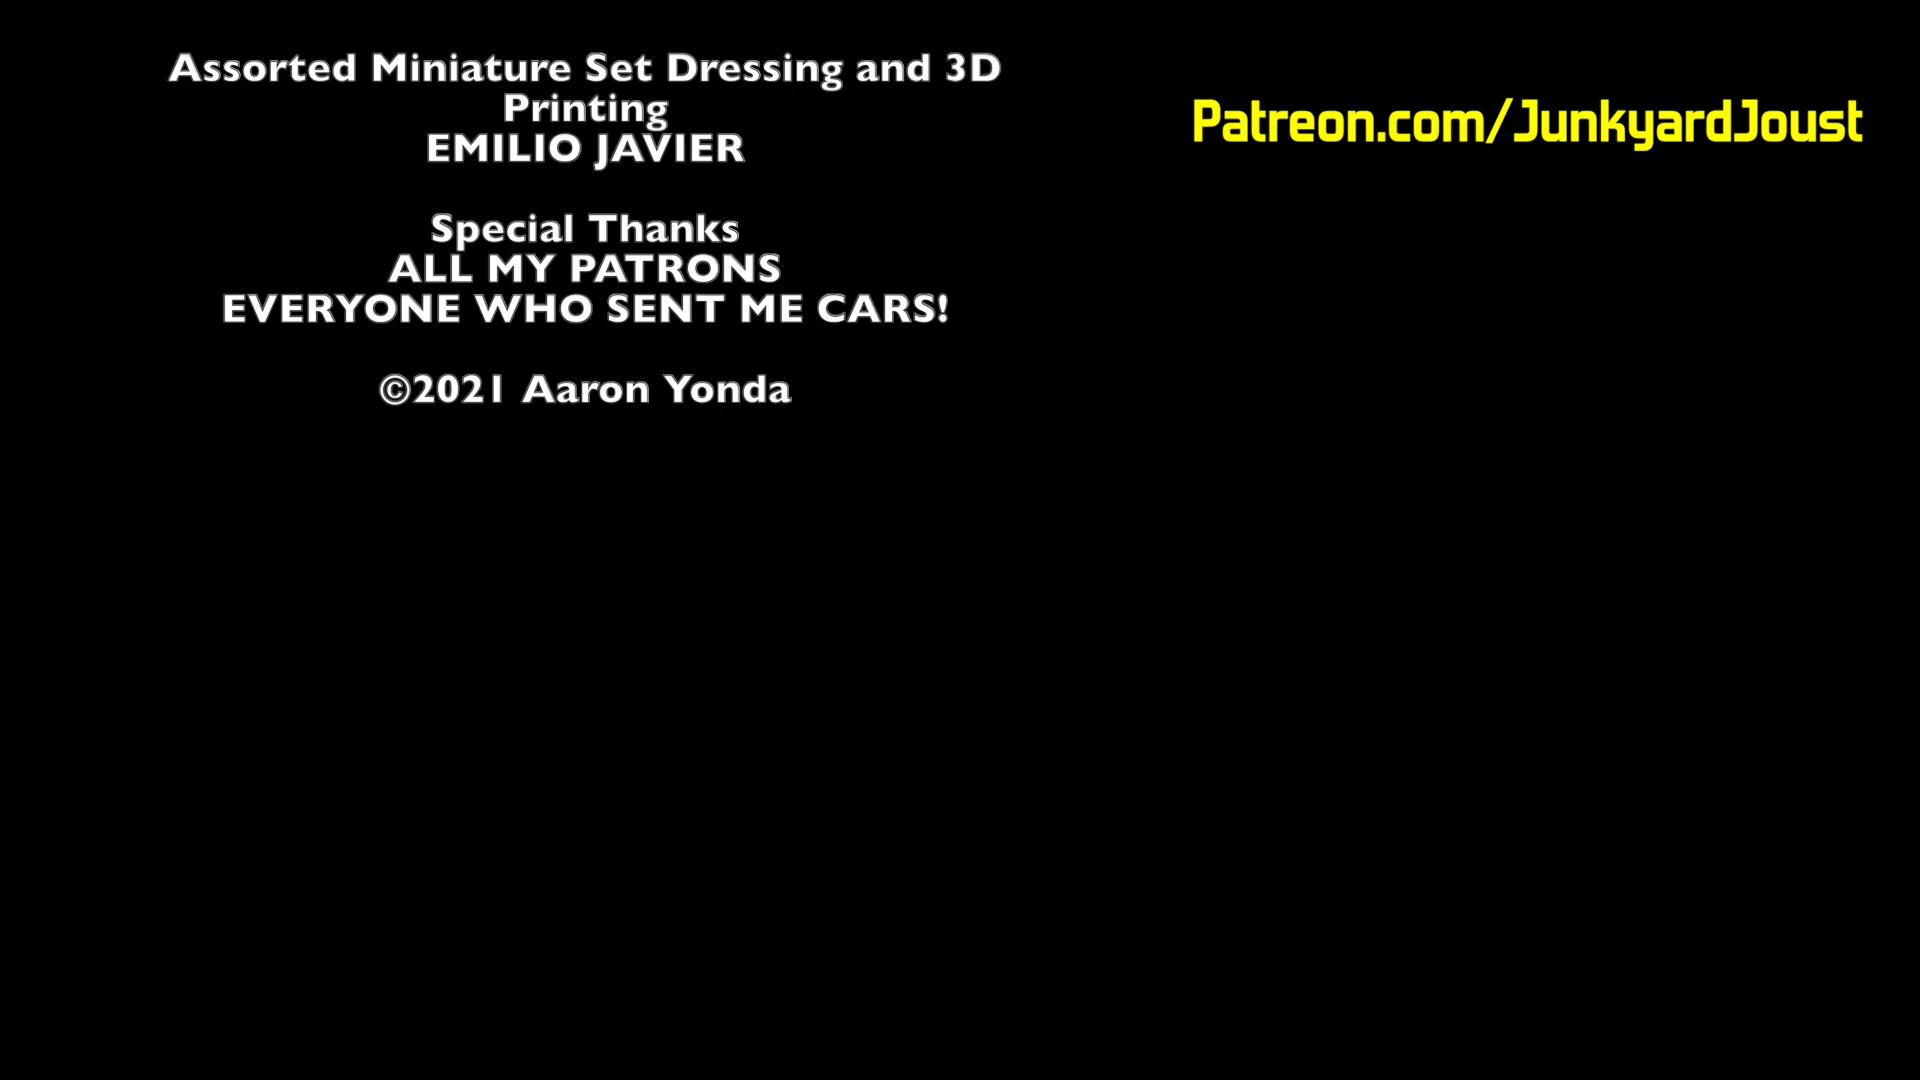 Assorted Miniature Set Dressing and 3D
Printing
EMILIO JAVIER
Special Thanks
ALL MY PATRONS
EVERYONE WHO SENT ME CARS!
©2021 Aaron Yonda
Patreon.com/JunkyardJoust